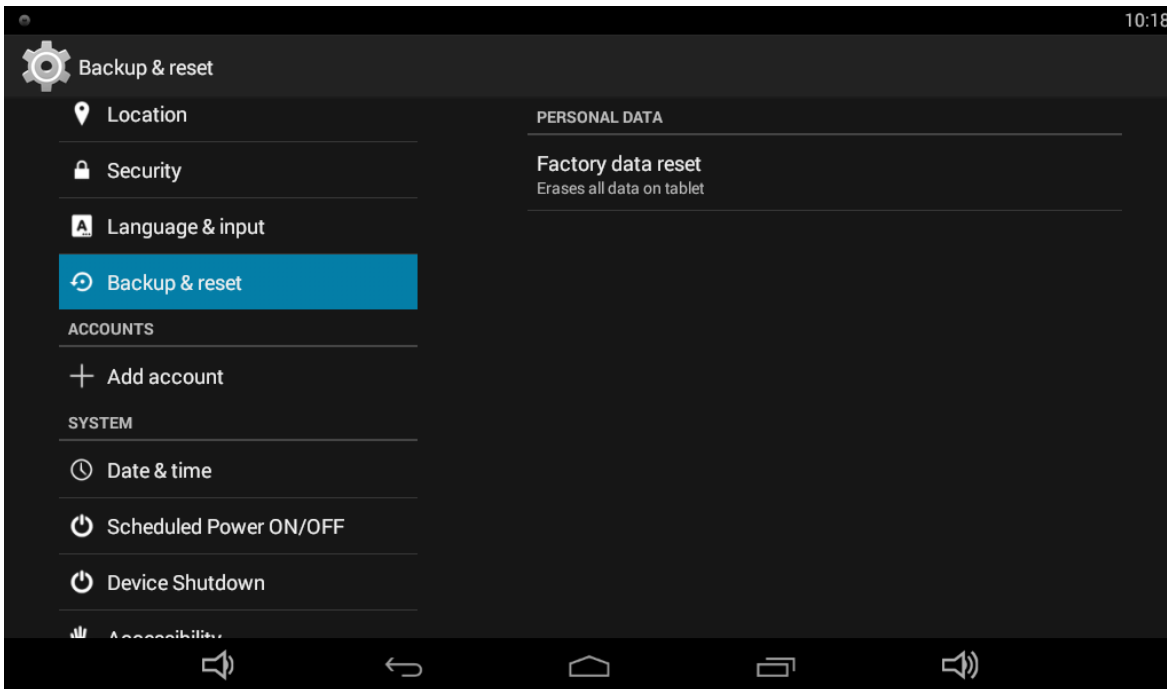 10:18
Backup & reset
Location
Security
Language & input
Backup & reset
ACCOUNTS
Add account
SYSTEM
Date & time
Scheduled Power ON/OFF
Device Shutdown
Accessibility
PERSONAL DATA
Factory data reset
Erases all data on tablet